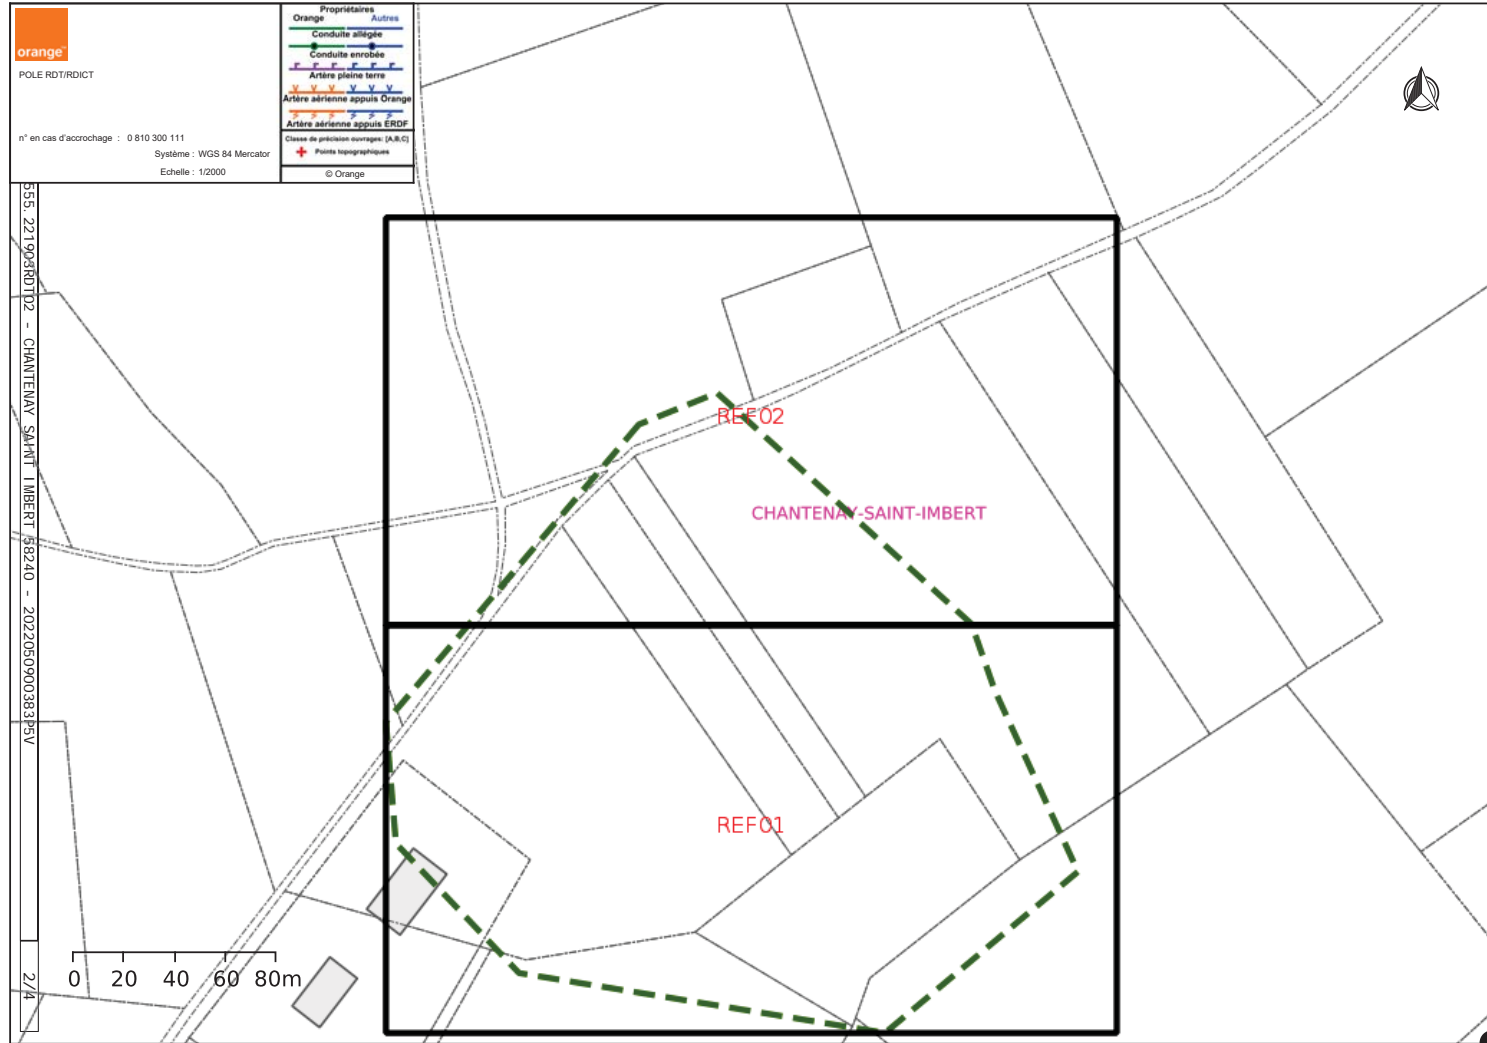 orange™
POLE RDT/RDICT
n° en cas d'accrochage : 0 810 300 111
Système : WGS 84 Mercator
Echelle : 1/2000
Propriétaires
Orange Autres
Conduite allégée
Conduite enrobée
Artère pleine terre
Artère aérienne appuis Orange
Artère aérienne appuis ERDF
Classe de précision ouvrages: [A,B,C]
Points topographiques
© Orange
555. 221903RDT02 - CHANTENAY SAINT IMBERT 58240 - 2022050900383P5V
2/4
REF02
CHANTENAY-SAINT-IMBERT
REF01
0 20 40 60 80m